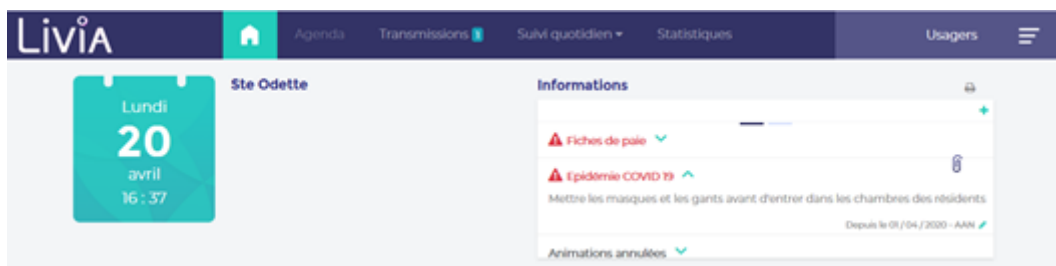 LiviA
Agenda
Transmissions
Suivi quotidien
Statistiques
Usagers
Lundi
20
avril
16 : 37
Ste Odette
Informations
Fiches de paie
Epidémie COVID 19
Mettre les masques et les gants avant d'entrer dans les chambres des résidents
Depuis le 01/04/2020 - AAN
Animations annulées